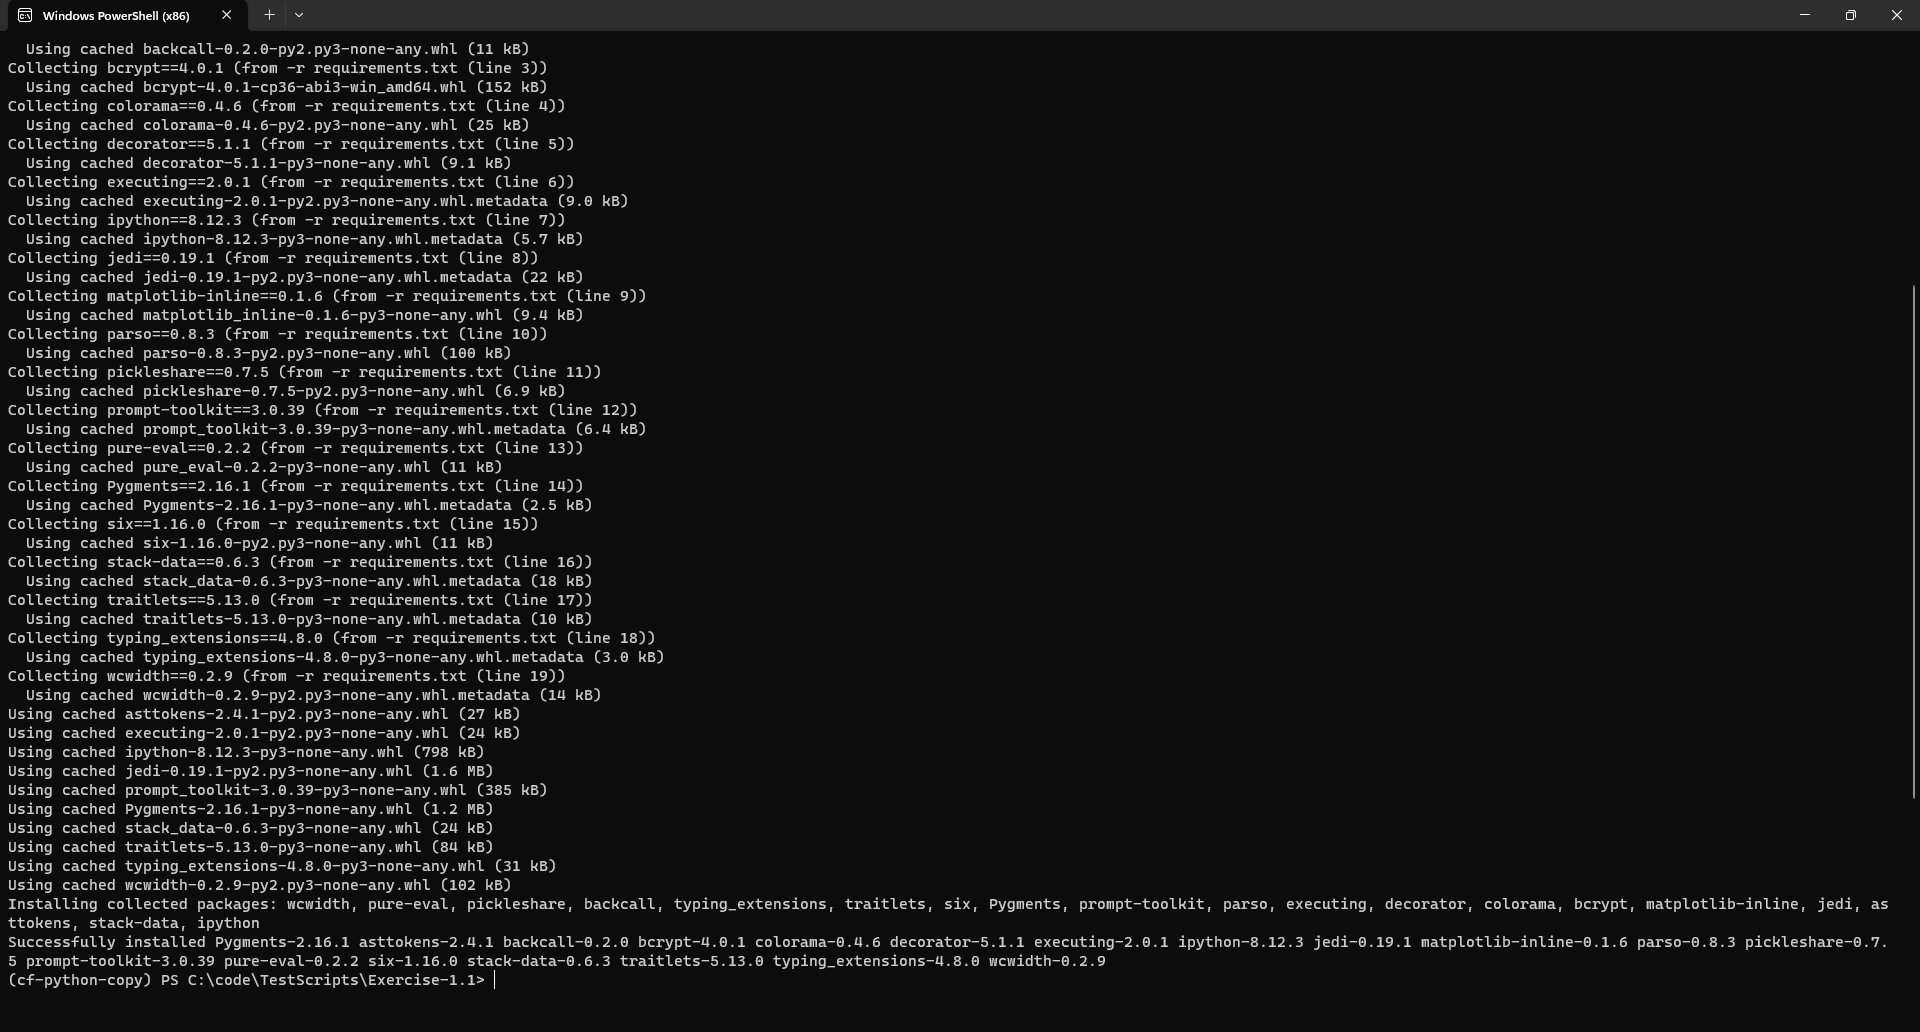 Windows PowerShell (x86)
  Using cached backcall-0.2.0-py2.py3-none-any.whl (11 kB)
Collecting bcrypt==4.0.1 (from -r requirements.txt (line 3))
  Using cached bcrypt-4.0.1-cp36-abi3-win_amd64.whl (152 kB)
Collecting colorama==0.4.6 (from -r requirements.txt (line 4))
  Using cached colorama-0.4.6-py2.py3-none-any.whl (25 kB)
Collecting decorator==5.1.1 (from -r requirements.txt (line 5))
  Using cached decorator-5.1.1-py3-none-any.whl (9.1 kB)
Collecting executing==2.0.1 (from -r requirements.txt (line 6))
  Using cached executing-2.0.1-py2.py3-none-any.whl.metadata (9.0 kB)
Collecting ipython==8.12.3 (from -r requirements.txt (line 7))
  Using cached ipython-8.12.3-py3-none-any.whl.metadata (5.7 kB)
Collecting jedi==0.19.1 (from -r requirements.txt (line 8))
  Using cached jedi-0.19.1-py2.py3-none-any.whl.metadata (22 kB)
Collecting matplotlib-inline==0.1.6 (from -r requirements.txt (line 9))
  Using cached matplotlib_inline-0.1.6-py3-none-any.whl (9.4 kB)
Collecting parso==0.8.3 (from -r requirements.txt (line 10))
  Using cached parso-0.8.3-py2.py3-none-any.whl (100 kB)
Collecting pickleshare==0.7.5 (from -r requirements.txt (line 11))
  Using cached pickleshare-0.7.5-py2.py3-none-any.whl (6.9 kB)
Collecting prompt-toolkit==3.0.39 (from -r requirements.txt (line 12))
  Using cached prompt_toolkit-3.0.39-py3-none-any.whl.metadata (6.4 kB)
Collecting pure-eval==0.2.2 (from -r requirements.txt (line 13))
  Using cached pure_eval-0.2.2-py3-none-any.whl (11 kB)
Collecting Pygments==2.16.1 (from -r requirements.txt (line 14))
  Using cached Pygments-2.16.1-py3-none-any.whl.metadata (2.5 kB)
Collecting six==1.16.0 (from -r requirements.txt (line 15))
  Using cached six-1.16.0-py2.py3-none-any.whl (11 kB)
Collecting stack-data==0.6.3 (from -r requirements.txt (line 16))
  Using cached stack_data-0.6.3-py3-none-any.whl.metadata (18 kB)
Collecting traitlets==5.13.0 (from -r requirements.txt (line 17))
  Using cached traitlets-5.13.0-py3-none-any.whl.metadata (10 kB)
Collecting typing_extensions==4.8.0 (from -r requirements.txt (line 18))
  Using cached typing_extensions-4.8.0-py3-none-any.whl.metadata (3.0 kB)
Collecting wcwidth==0.2.9 (from -r requirements.txt (line 19))
  Using cached wcwidth-0.2.9-py2.py3-none-any.whl.metadata (14 kB)
Using cached asttokens-2.4.1-py2.py3-none-any.whl (27 kB)
Using cached executing-2.0.1-py2.py3-none-any.whl (24 kB)
Using cached ipython-8.12.3-py3-none-any.whl (798 kB)
Using cached jedi-0.19.1-py2.py3-none-any.whl (1.6 MB)
Using cached prompt_toolkit-3.0.39-py3-none-any.whl (385 kB)
Using cached Pygments-2.16.1-py3-none-any.whl (1.2 MB)
Using cached stack_data-0.6.3-py3-none-any.whl (24 kB)
Using cached traitlets-5.13.0-py3-none-any.whl (84 kB)
Using cached typing_extensions-4.8.0-py3-none-any.whl (31 kB)
Using cached wcwidth-0.2.9-py2.py3-none-any.whl (102 kB)
Installing collected packages: wcwidth, pure-eval, pickleshare, backcall, typing_extensions, traitlets, six, Pygments, prompt-toolkit, parso, executing, decorator, colorama, bcrypt, matplotlib-inline, jedi, as
ttokens, stack-data, ipython
Successfully installed Pygments-2.16.1 asttokens-2.4.1 backcall-0.2.0 bcrypt-4.0.1 colorama-0.4.6 decorator-5.1.1 executing-2.0.1 ipython-8.12.3 jedi-0.19.1 matplotlib-inline-0.1.6 parso-0.8.3 pickleshare-0.7.
5 prompt-toolkit-3.0.39 pure-eval-0.2.2 six-1.16.0 stack-data-0.6.3 traitlets-5.13.0 typing_extensions-4.8.0 wcwidth-0.2.9
(cf-python-copy) PS C:\code\TestScripts\Exercise-1.1>